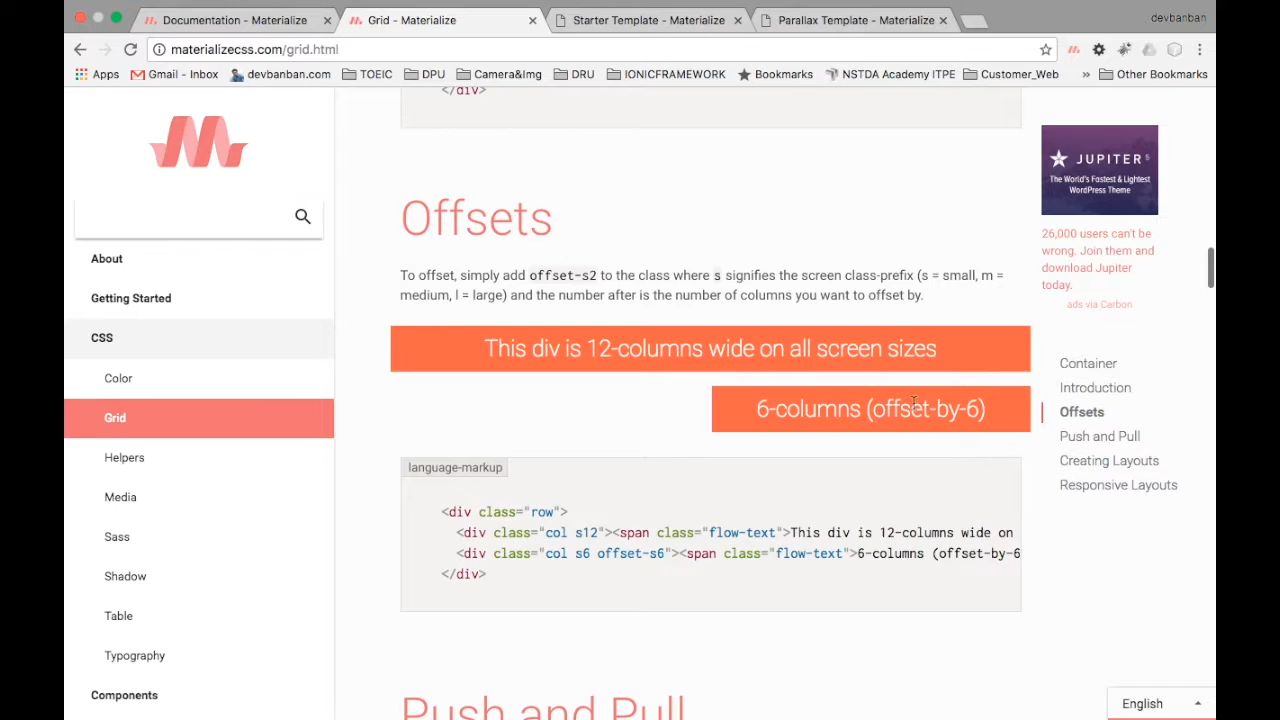 Documentation - Materialize
Grid - Materialize
Starter Template - Materialize
Parallax Template - Materialize
devbanban
materializecss.com/grid.html
Apps
Gmail - Inbox
devbanban.com
TOEIC
DPU
Camera&Img
DRU
IONICFRAMEWORK
Bookmarks
NSTDA Academy ITPE
Customer_Web
»
Other Bookmarks
About
Getting Started
CSS
Color
Grid
Helpers
Media
Sass
Shadow
Table
Typography
Components
</div>
Offsets
To offset, simply add offset-s2 to the class where s signifies the screen class-prefix (s = small, m =
medium, l = large) and the number after is the number of columns you want to offset by.
This div is 12-columns wide on all screen sizes
6-columns (offset-by-6)
language-markup
<div class="row">
<div class="col s12"><span class="flow-text">This div is 12-columns wide on
<div class="col s6 offset-s6"><span class="flow-text">6-columns (offset-by-6
</div>
Push and Pull
JUPITER 5
The World's Fastest & Lightest
WordPress Theme
26,000 users can't be
wrong. Join them and
download Jupiter
today.
ads via Carbon
Container
Introduction
Offsets
Push and Pull
Creating Layouts
Responsive Layouts
English